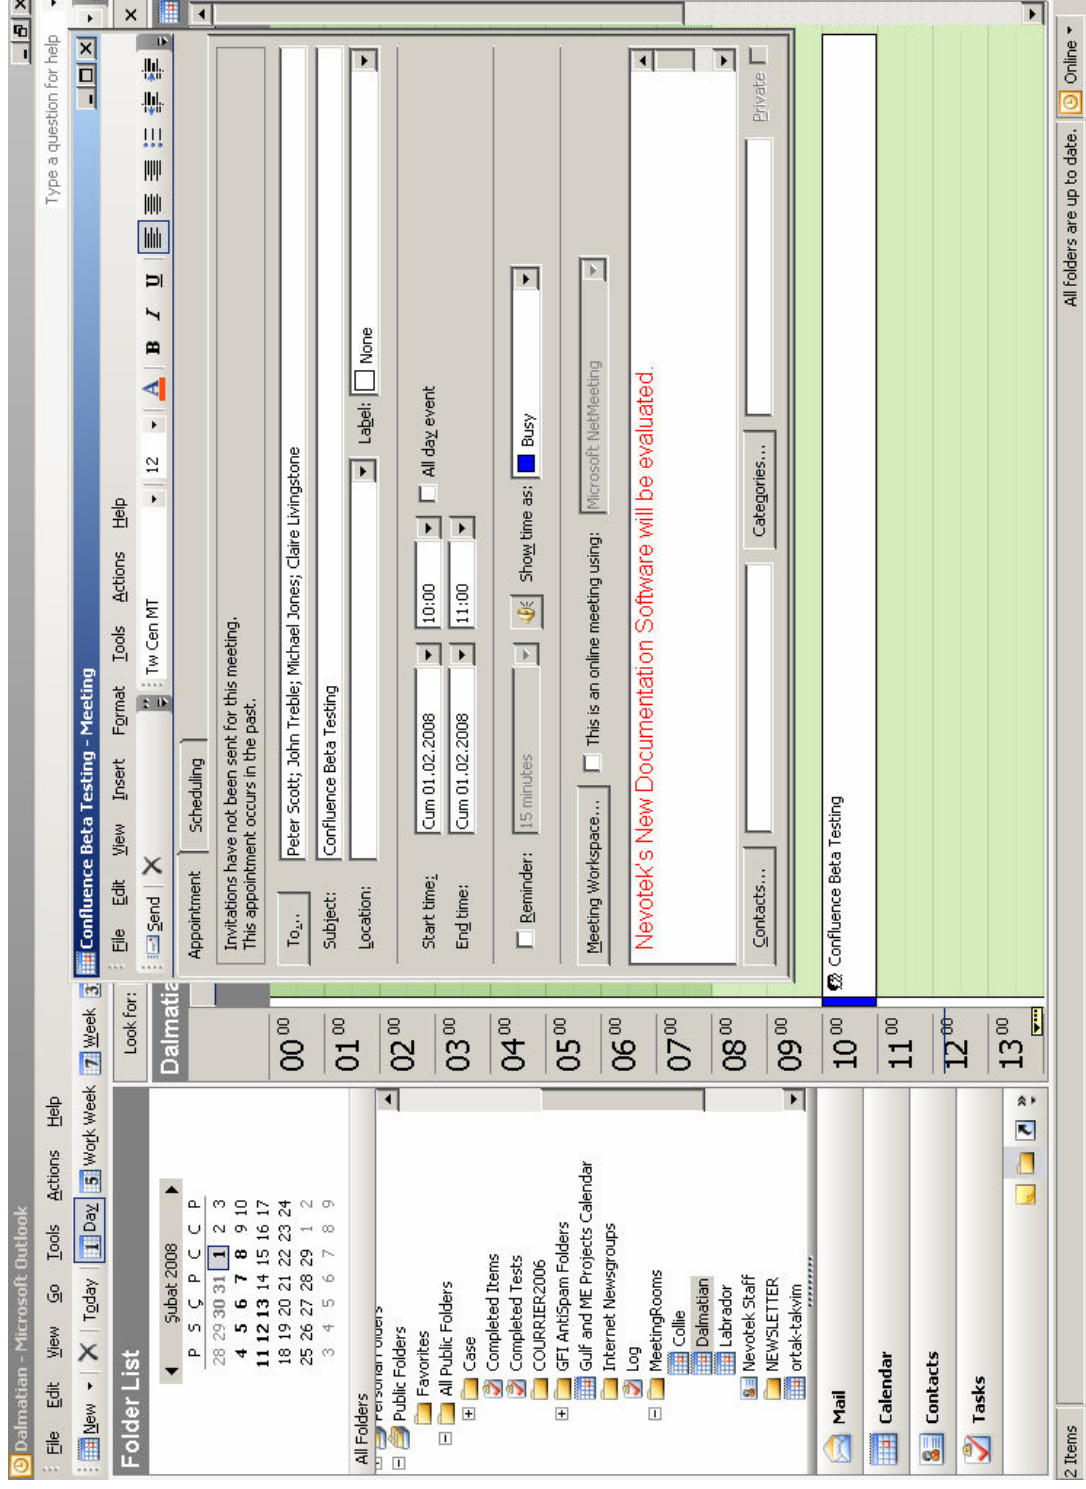 Dalmatian - Microsoft Outlook
File Edit View Go Tools Actions Help
Type a question for help
New Today 1 Day 5 Work Week 7 Week 3
Look for:
Folder List
Dalmatia
Şubat 2008
P S Ç P C C P
28 29 30 31 1 2 3
4 5 6 7 8 9 10
11 12 13 14 15 16 17
18 19 20 21 22 23 24
25 26 27 28 29 1 2
3 4 5 6 7 8 9
All Folders
Personal Folders
Public Folders
Favorites
All Public Folders
Case
Completed Items
Completed Tests
COURRIER2006
GFI AntiSpam Folders
Gulf and ME Projects Calendar
Internet Newsgroups
Log
MeetingRooms
Collie
Dalmatian
Labrador
Nevotek Staff
NEWSLETTER
ortak-takvim
Mail
Calendar
Contacts
Tasks
00 00
01 00
02 00
03 00
04 00
05 00
06 00
07 00
08 00
09 00
10 00
11 00
12 00
13 00
Confluence Beta Testing
Confluence Beta Testing - Meeting
File Edit View Insert Format Tools Actions Help
Send Tw Cen MT 12 A B I U
Appointment Scheduling
Invitations have not been sent for this meeting.
This appointment occurs in the past.
To... Peter Scott; John Treble; Michael Jones; Claire Livingstone
Subject: Confluence Beta Testing
Location: Label: None
Start time: Cum 01.02.2008 10:00 All day event
End time: Cum 01.02.2008 11:00
Reminder: 15 minutes Show time as: Busy
Meeting Workspace... This is an online meeting using: Microsoft NetMeeting
Nevotek's New Documentation Software will be evaluated.
Contacts... Categories... Private
2 Items
All folders are up to date. Online